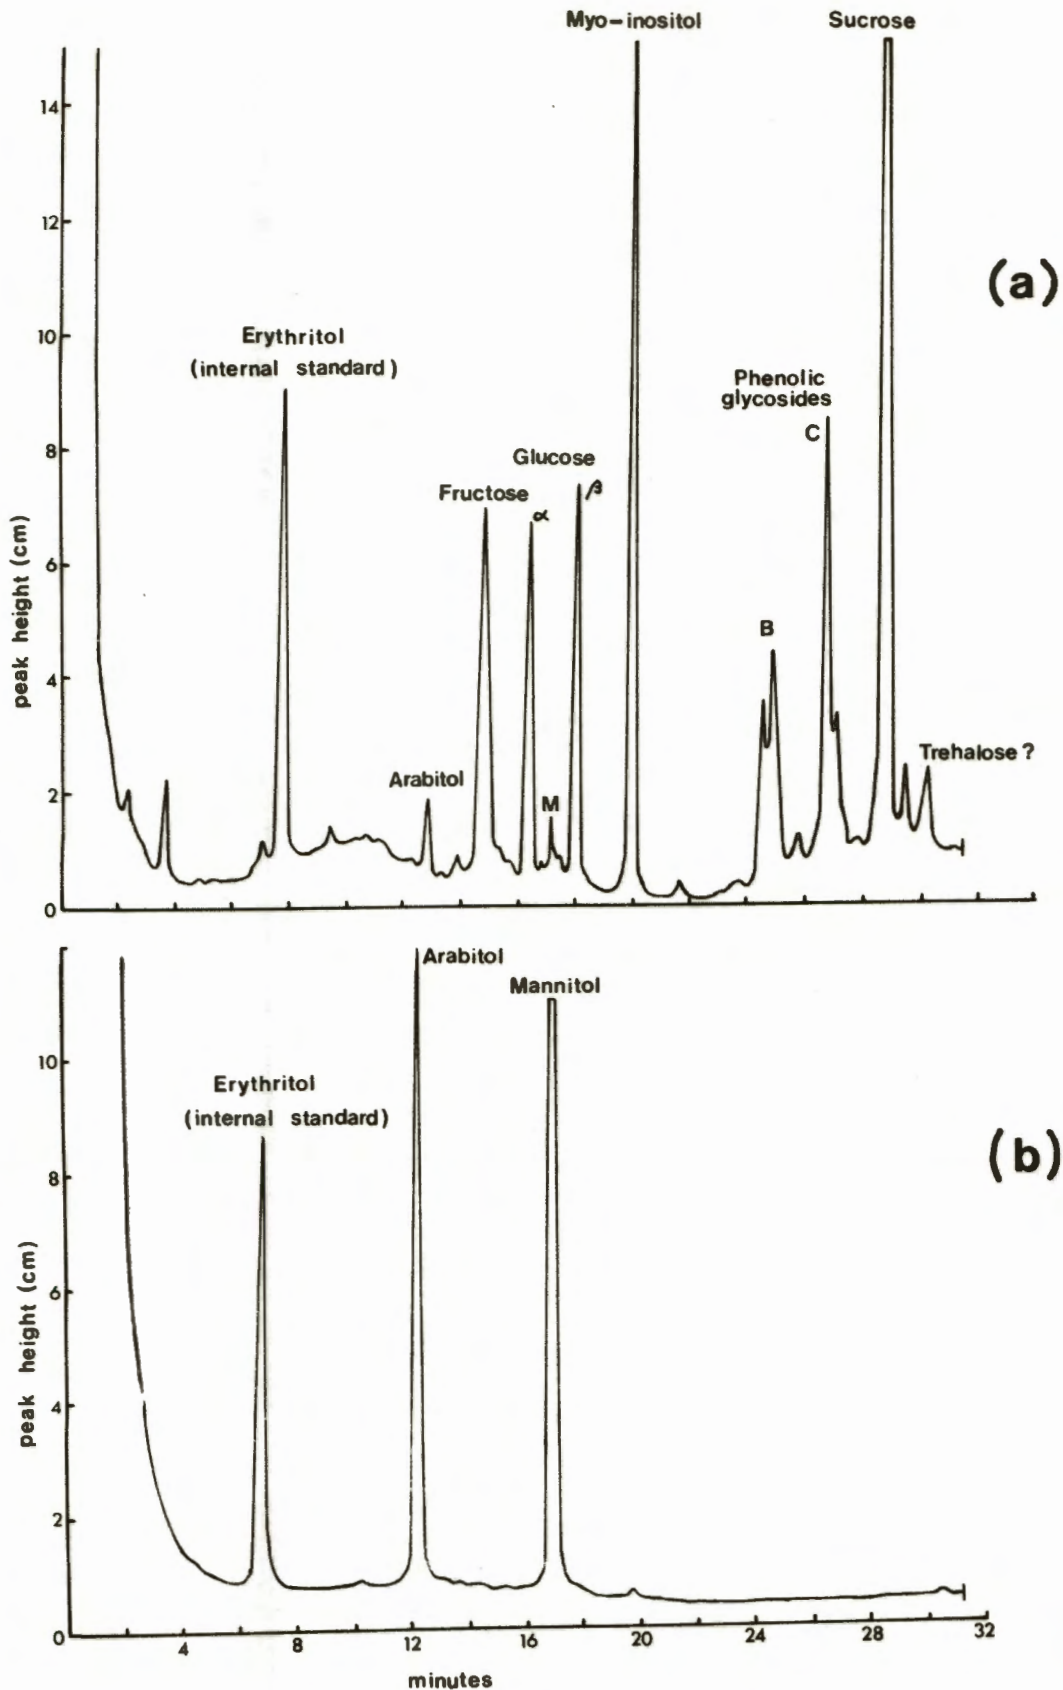 Myo-inositol
Sucrose
14
12
(a)
10
Erythritol
(internal standard)
Phenolic
glycosides
C
8
Glucose
β
Fructose
α
peak height (cm)
6
B
4
Arabitol
M
Trehalose?
2
0
Arabitol
Mannitol
10
Erythritol
(internal standard)
(b)
8
peak height (cm)
6
4
2
0
4
8
12
16
20
24
28
32
minutes